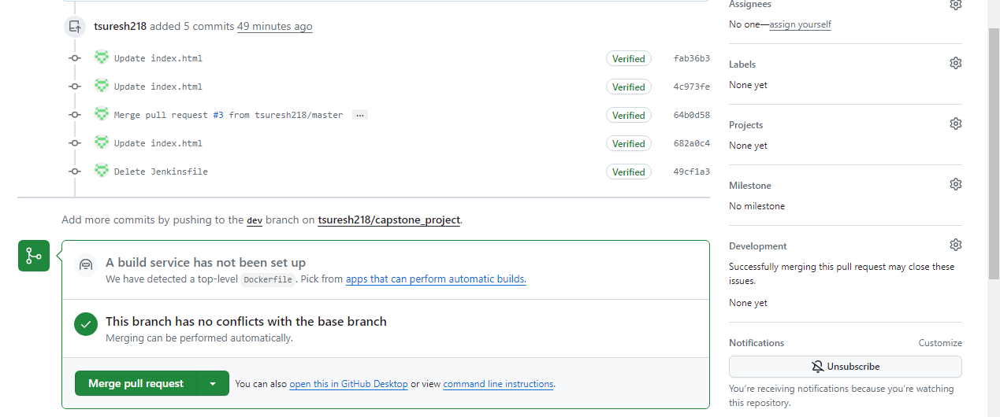 tsuresh218 added 5 commits 49 minutes ago
Update index.html Verified fab36b3
Update index.html Verified 4c973fe
Merge pull request #3 from tsuresh218/master ... Verified 64b0d58
Update index.html Verified 682a0c4
Delete Jenkinsfile Verified 49cf1a3
Add more commits by pushing to the dev branch on tsuresh218/capstone_project.
A build service has not been set up
We have detected a top-level Dockerfile. Pick from apps that can perform automatic builds.
This branch has no conflicts with the base branch
Merging can be performed automatically.
Merge pull request You can also open this in GitHub Desktop or view command line instructions.
Assignees
No one—assign yourself
Labels
None yet
Projects
None yet
Milestone
No milestone
Development
Successfully merging this pull request may close these
issues.
None yet
Notifications Customize
Unsubscribe
You're receiving notifications because you're watching
this repository.